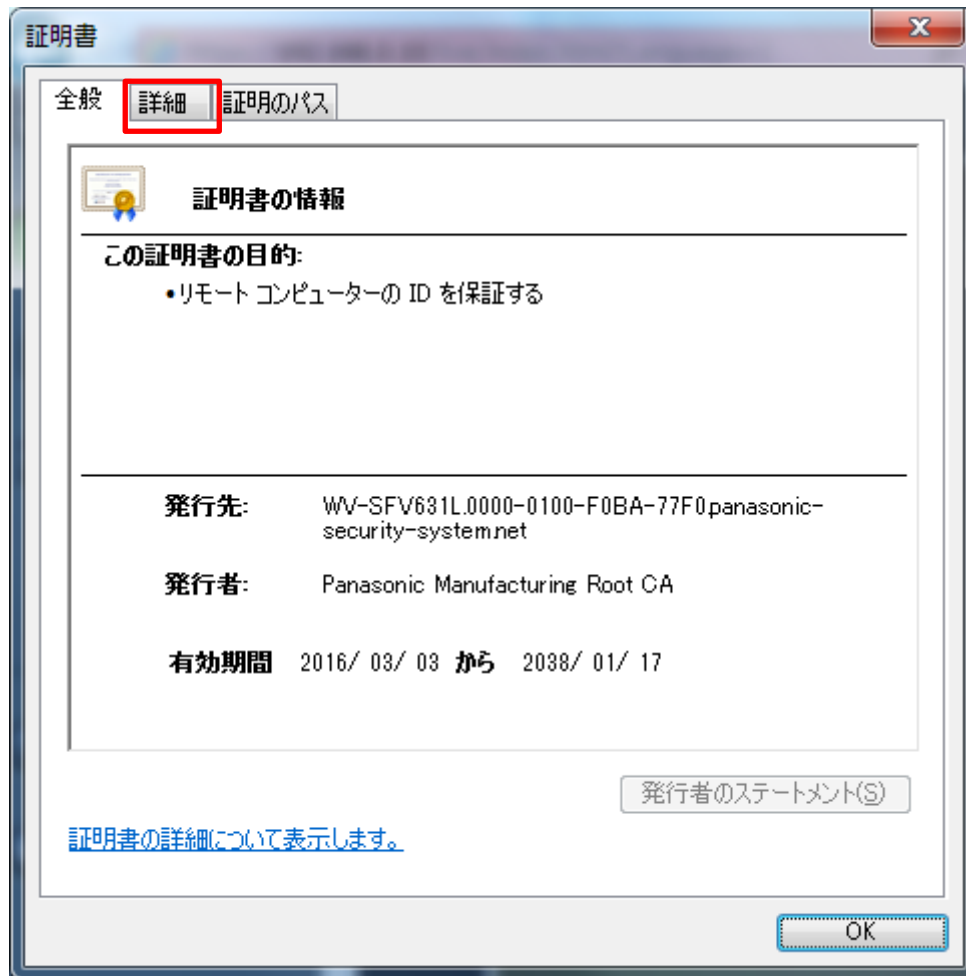 証明書
全般 詳細 証明のパス
証明書の情報
この証明書の目的:
•リモート コンピューターの ID を保証する
発行先: WV-SFV631L.0000-0100-F0BA-77F0.panasonic-
security-system.net
発行者: Panasonic Manufacturing Root CA
有効期間 2016/ 03/ 03 から 2038/ 01/ 17
発行者のステートメント(S)
証明書の詳細について表示します。
OK